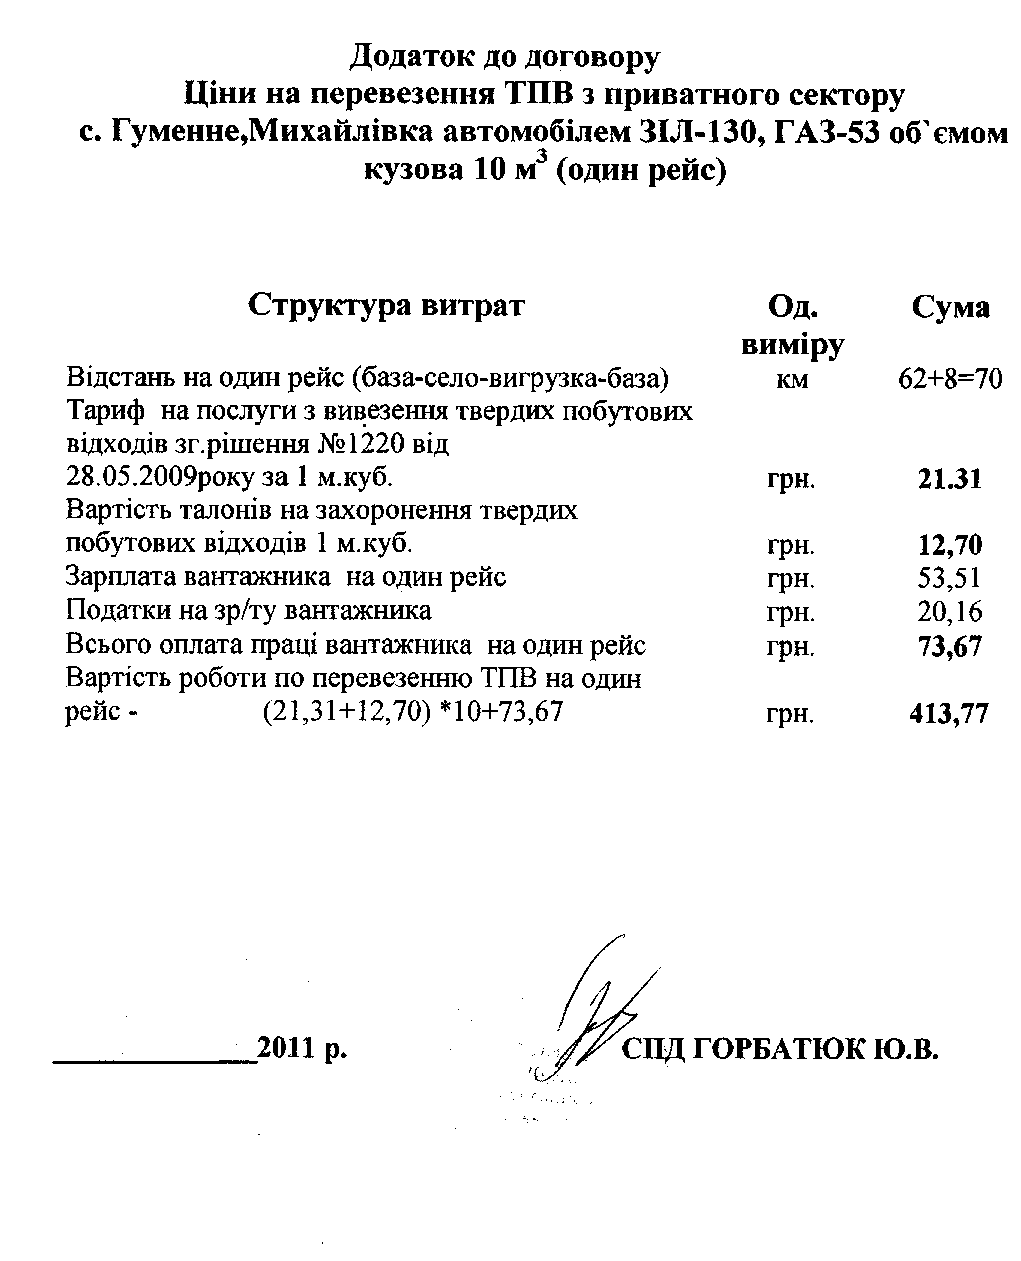 Додаток до договору
Ціни на перевезення ТПВ з приватного сектору
с. Гуменне,Михайлівка автомобілем ЗІЛ-130, ГАЗ-53 об`ємом
кузова 10 м³ (один рейс)
Структура витрат Од. Сума
виміру
Відстань на один рейс (база-село-вигрузка-база) км 62+8=70
Тариф на послуги з вивезення твердих побутових
відходів зг.рішення №1220 від
28.05.2009року за 1 м.куб. грн. 21.31
Вартість талонів на захоронення твердих
побутових відходів 1 м.куб. грн. 12,70
Зарплата вантажника на один рейс грн. 53,51
Податки на зр/ту вантажника грн. 20,16
Всього оплата праці вантажника на один рейс грн. 73,67
Вартість роботи по перевезенню ТПВ на один
рейс - (21,31+12,70) *10+73,67 грн. 413,77
____________2011 р. СПД ГОРБАТЮК Ю.В.